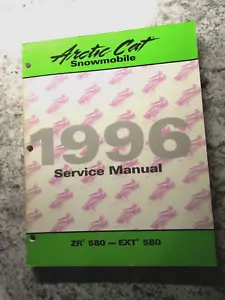 Arctic Cat
Snowmobile
1996
Service Manual
ZR® 580 — EXT® 580